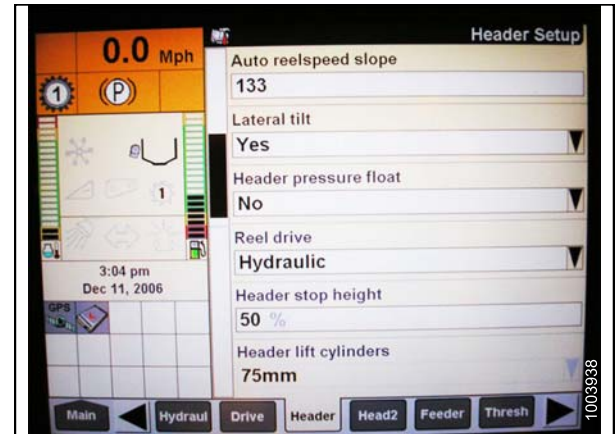 Header Setup
0.0 Mph
1
(P)
1
3:04 pm
Dec 11, 2006
GPS
Auto reelspeed slope
133
Lateral tilt
Yes
Header pressure float
No
Reel drive
Hydraulic
Header stop height
50 %
Header lift cylinders
75mm
Main
Hydraul
Drive
Header
Head2
Feeder
Thresh
1003938